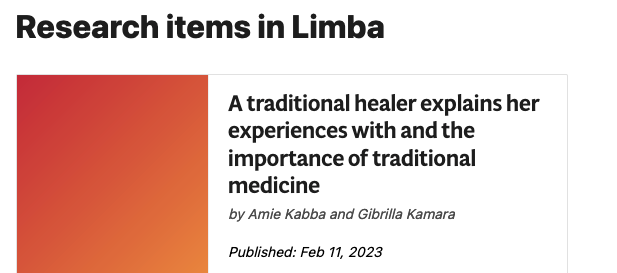 Research items in Limba
A traditional healer explains her
experiences with and the
importance of traditional
medicine
by Amie Kabba and Gibrilla Kamara
Published: Feb 11, 2023